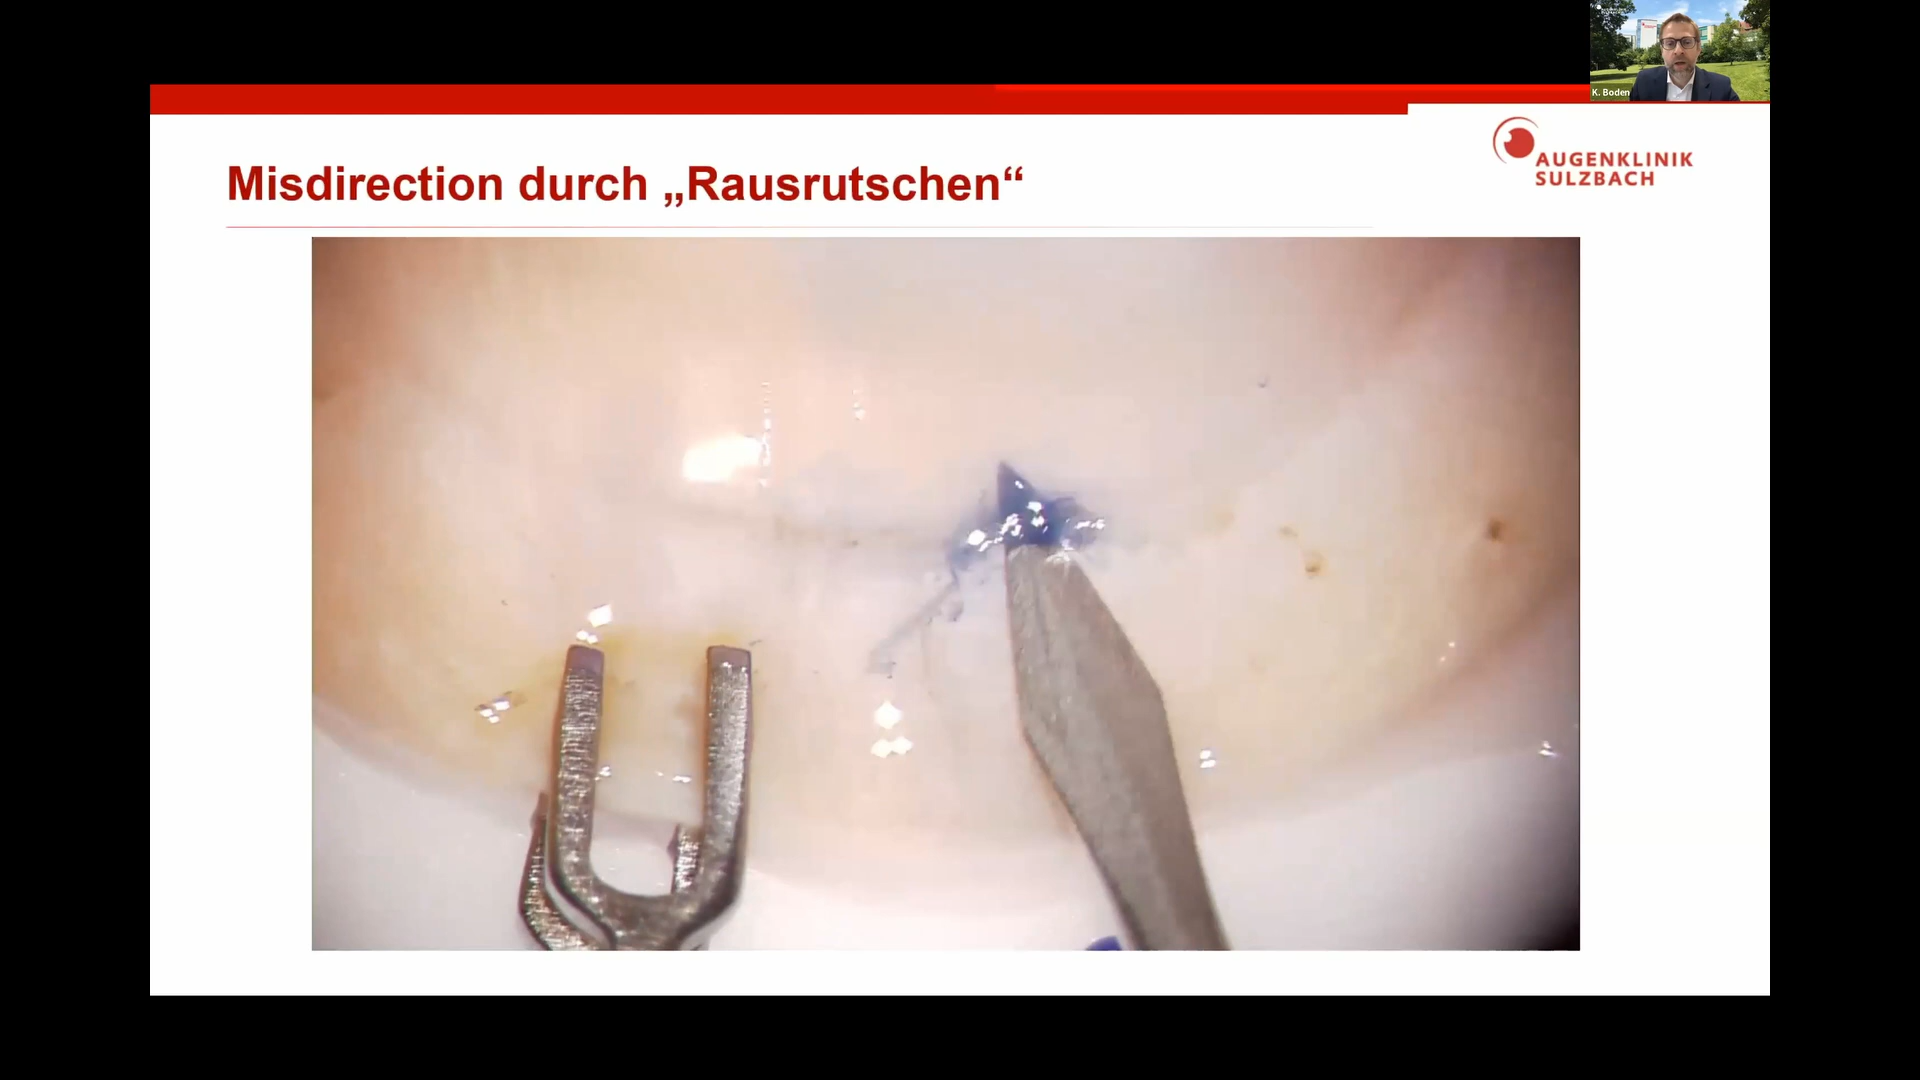 K. Boden
AUGENKLINIK
SULZBACH
Misdirection durch „Rausrutschen“